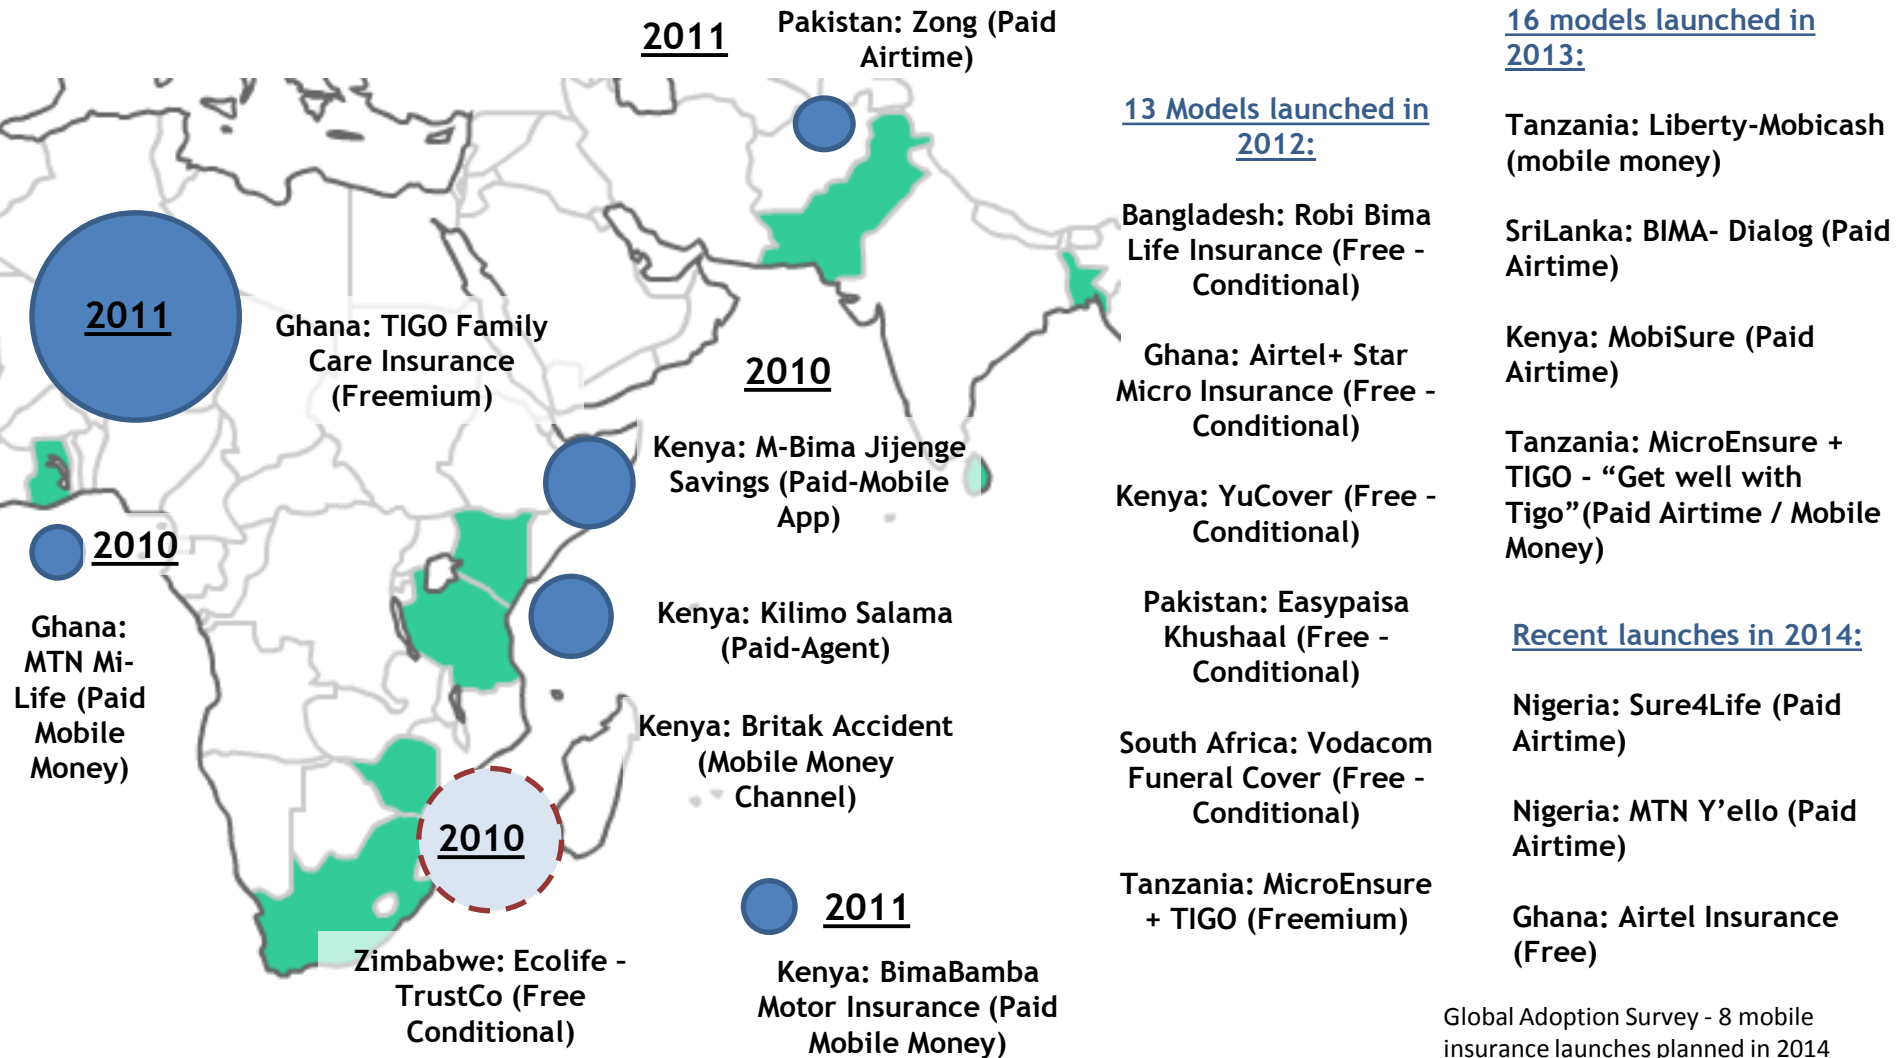 2011
Pakistan: Zong (Paid
Airtime)
2011
Ghana: TIGO Family
Care Insurance
(Freemium)
2010
Kenya: M-Bima Jijenge
Savings (Paid-Mobile
App)
Kenya: Kilimo Salama
(Paid-Agent)
Kenya: Britak Accident
(Mobile Money
Channel)
2010
Ghana:
MTN Mi-
Life (Paid
Mobile
Money)
2010
Zimbabwe: Ecolife –
TrustCo (Free
Conditional)
2011
Kenya: BimaBamba
Motor Insurance (Paid
Mobile Money)
13 Models launched in
2012:
Bangladesh: Robi Bima
Life Insurance (Free –
Conditional)
Ghana: Airtel+ Star
Micro Insurance (Free –
Conditional)
Kenya: YuCover (Free –
Conditional)
Pakistan: Easypaisa
Khushaal (Free –
Conditional)
South Africa: Vodacom
Funeral Cover (Free –
Conditional)
Tanzania: MicroEnsure
+ TIGO (Freemium)
16 models launched in
2013:
Tanzania: Liberty-Mobicash
(mobile money)
SriLanka: BIMA- Dialog (Paid
Airtime)
Kenya: MobiSure (Paid
Airtime)
Tanzania: MicroEnsure +
TIGO - “Get well with
Tigo”(Paid Airtime / Mobile
Money)
Recent launches in 2014:
Nigeria: Sure4Life (Paid
Airtime)
Nigeria: MTN Y’ello (Paid
Airtime)
Ghana: Airtel Insurance
(Free)
Global Adoption Survey - 8 mobile
insurance launches planned in 2014